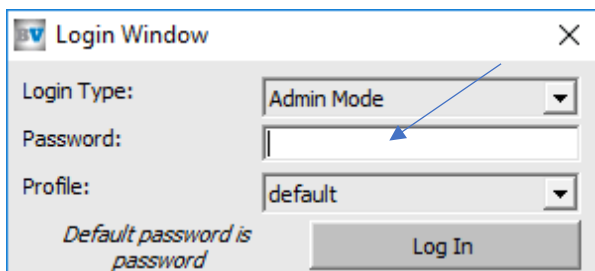 BV Login Window
Login Type: Admin Mode
Password:
Profile: default
Default password is
password
Log In